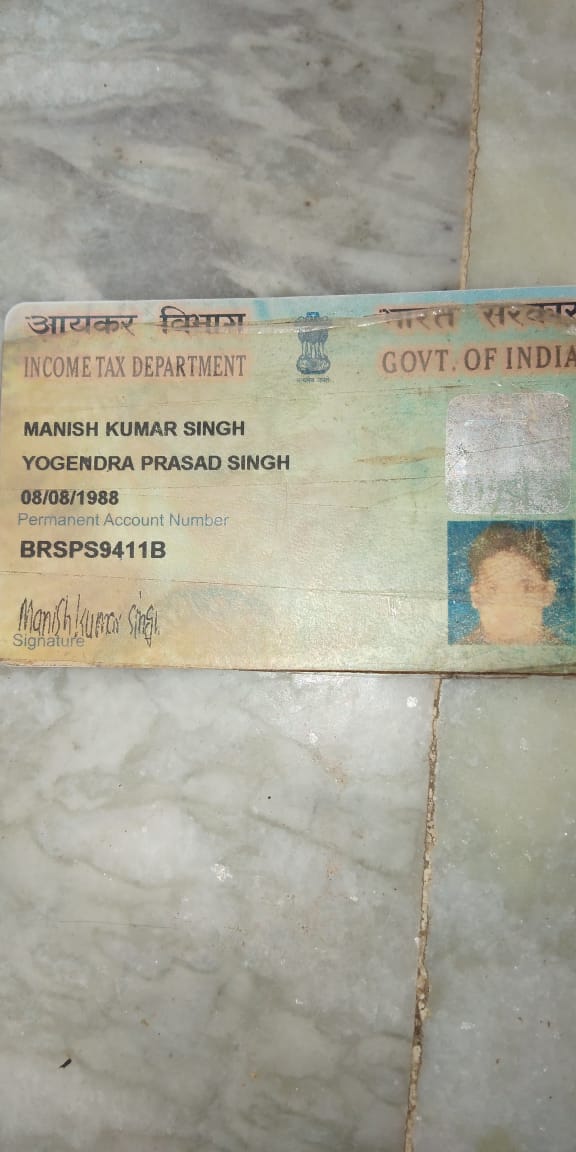 आयकर विभाग भारत सरकार
INCOME TAX DEPARTMENT GOVT. OF INDIA
MANISH KUMAR SINGH
YOGENDRA PRASAD SINGH
08/08/1988
Permanent Account Number
BRSPS9411B
Manish kumar singh
Signature